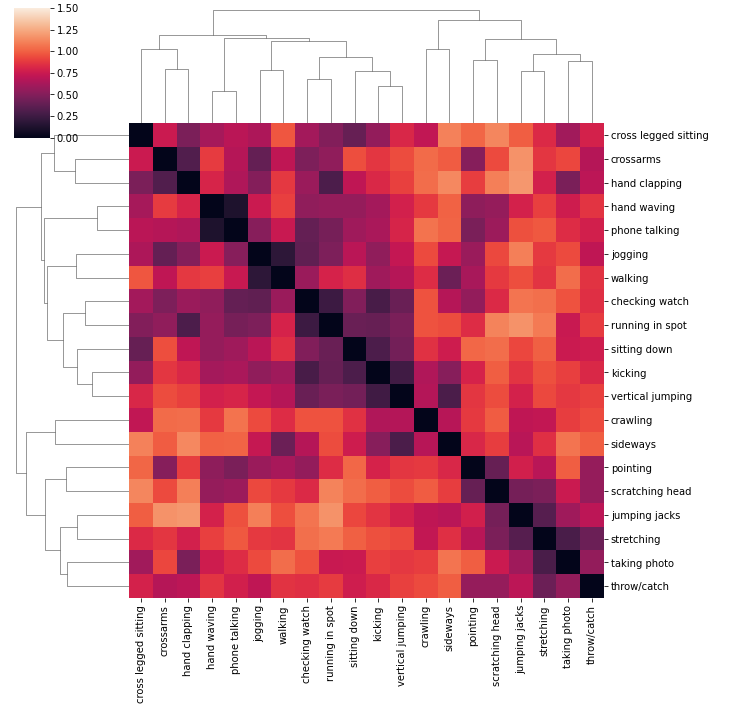 1.50
1.25
1.00
0.75
0.50
0.25
0.00
cross legged sitting
crossarms
hand clapping
hand waving
phone talking
jogging
walking
checking watch
running in spot
sitting down
kicking
vertical jumping
crawling
sideways
pointing
scratching head
jumping jacks
stretching
taking photo
throw/catch
cross legged sitting
crossarms
hand clapping
hand waving
phone talking
jogging
walking
checking watch
running in spot
sitting down
kicking
vertical jumping
crawling
sideways
pointing
scratching head
jumping jacks
stretching
taking photo
throw/catch